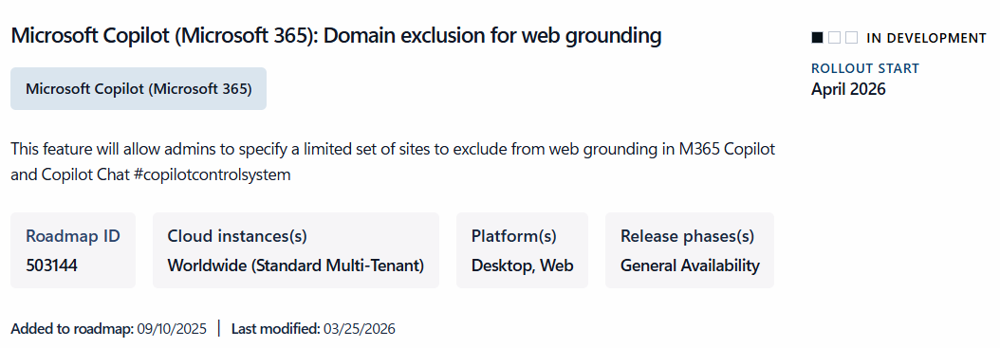 Microsoft Copilot (Microsoft 365): Domain exclusion for web grounding
IN DEVELOPMENT
ROLLOUT START
April 2026
Microsoft Copilot (Microsoft 365)
This feature will allow admins to specify a limited set of sites to exclude from web grounding in M365 Copilot
and Copilot Chat #copilotcontrolsystem
Roadmap ID
503144
Cloud instances(s)
Worldwide (Standard Multi-Tenant)
Platform(s)
Desktop, Web
Release phases(s)
General Availability
Added to roadmap: 09/10/2025 | Last modified: 03/25/2026